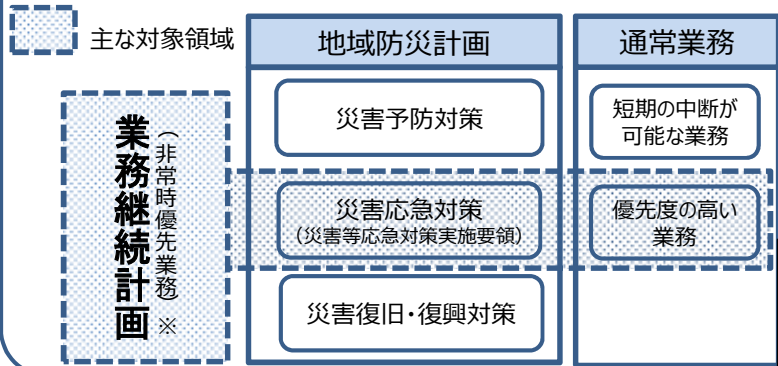 主な対象領域
地域防災計画
通常業務
業務継続計画
（非常時優先業務）※
災害予防対策
短期の中断が
可能な業務
災害応急対策
（災害等応急対策実施要領）
優先度の高い
業務
災害復旧・復興対策